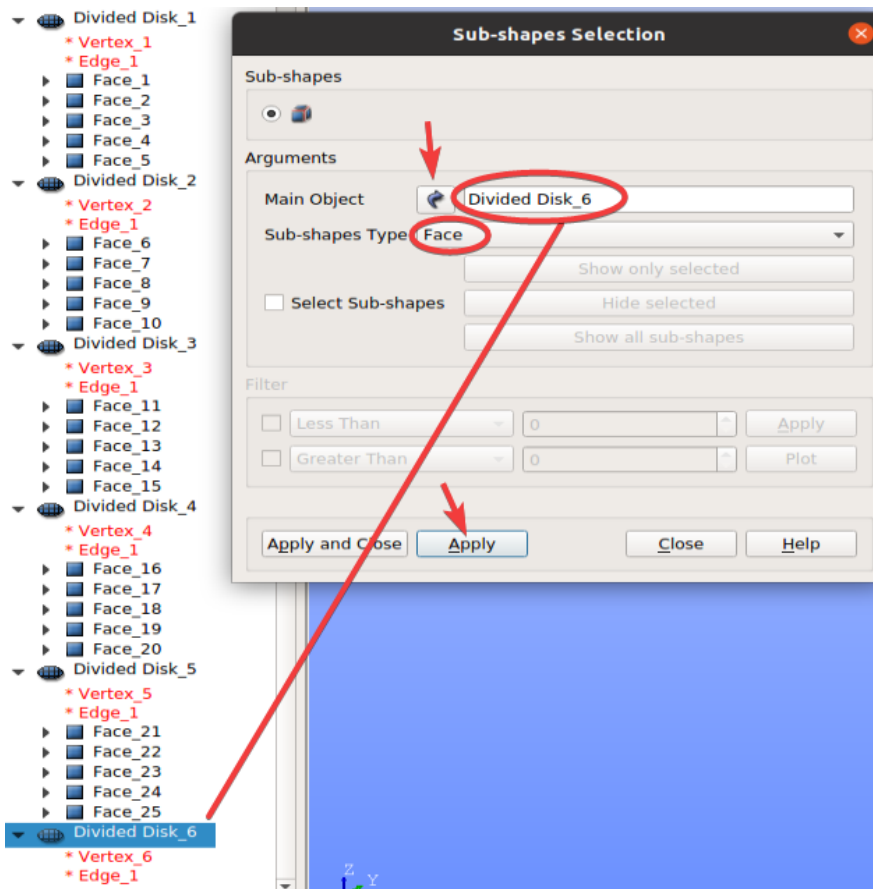 Divided Disk_1
* Vertex_1
* Edge_1
Face_1
Face_2
Face_3
Face_4
Face_5
Divided Disk_2
* Vertex_2
* Edge_1
Face_6
Face_7
Face_8
Face_9
Face_10
Divided Disk_3
* Vertex_3
* Edge_1
Face_11
Face_12
Face_13
Face_14
Face_15
Divided Disk_4
* Vertex_4
* Edge_1
Face_16
Face_17
Face_18
Face_19
Face_20
Divided Disk_5
* Vertex_5
* Edge_1
Face_21
Face_22
Face_23
Face_24
Face_25
Divided Disk_6
* Vertex_6
* Edge_1
Sub-shapes Selection
Sub-shapes
Arguments
Main Object Divided Disk_6
Sub-shapes Type Face
Show only selected
Select Sub-shapes Hide selected
Show all sub-shapes
Filter
Less Than 0 Apply
Greater Than 0 Plot
Apply and Close Apply Close Help
Z
Y